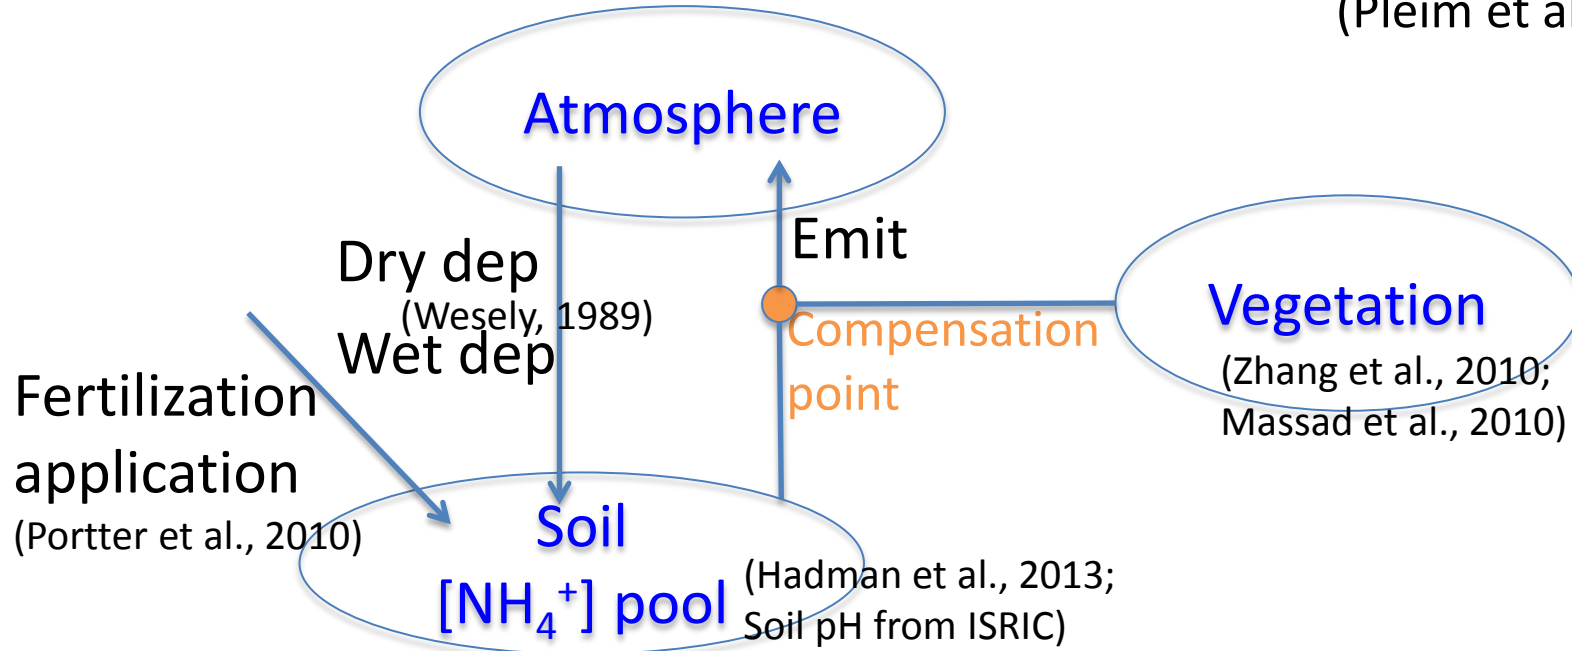 (Pleim et al
Atmosphere
Emit
Dry dep
(Wesely, 1989)
Wet dep
Compensation
point
Vegetation
(Zhang et al., 2010;
Massad et al., 2010)
Fertilization
application
(Portter et al., 2010)
Soil
[NH₄⁺] pool
(Hadman et al., 2013;
Soil pH from ISRIC)